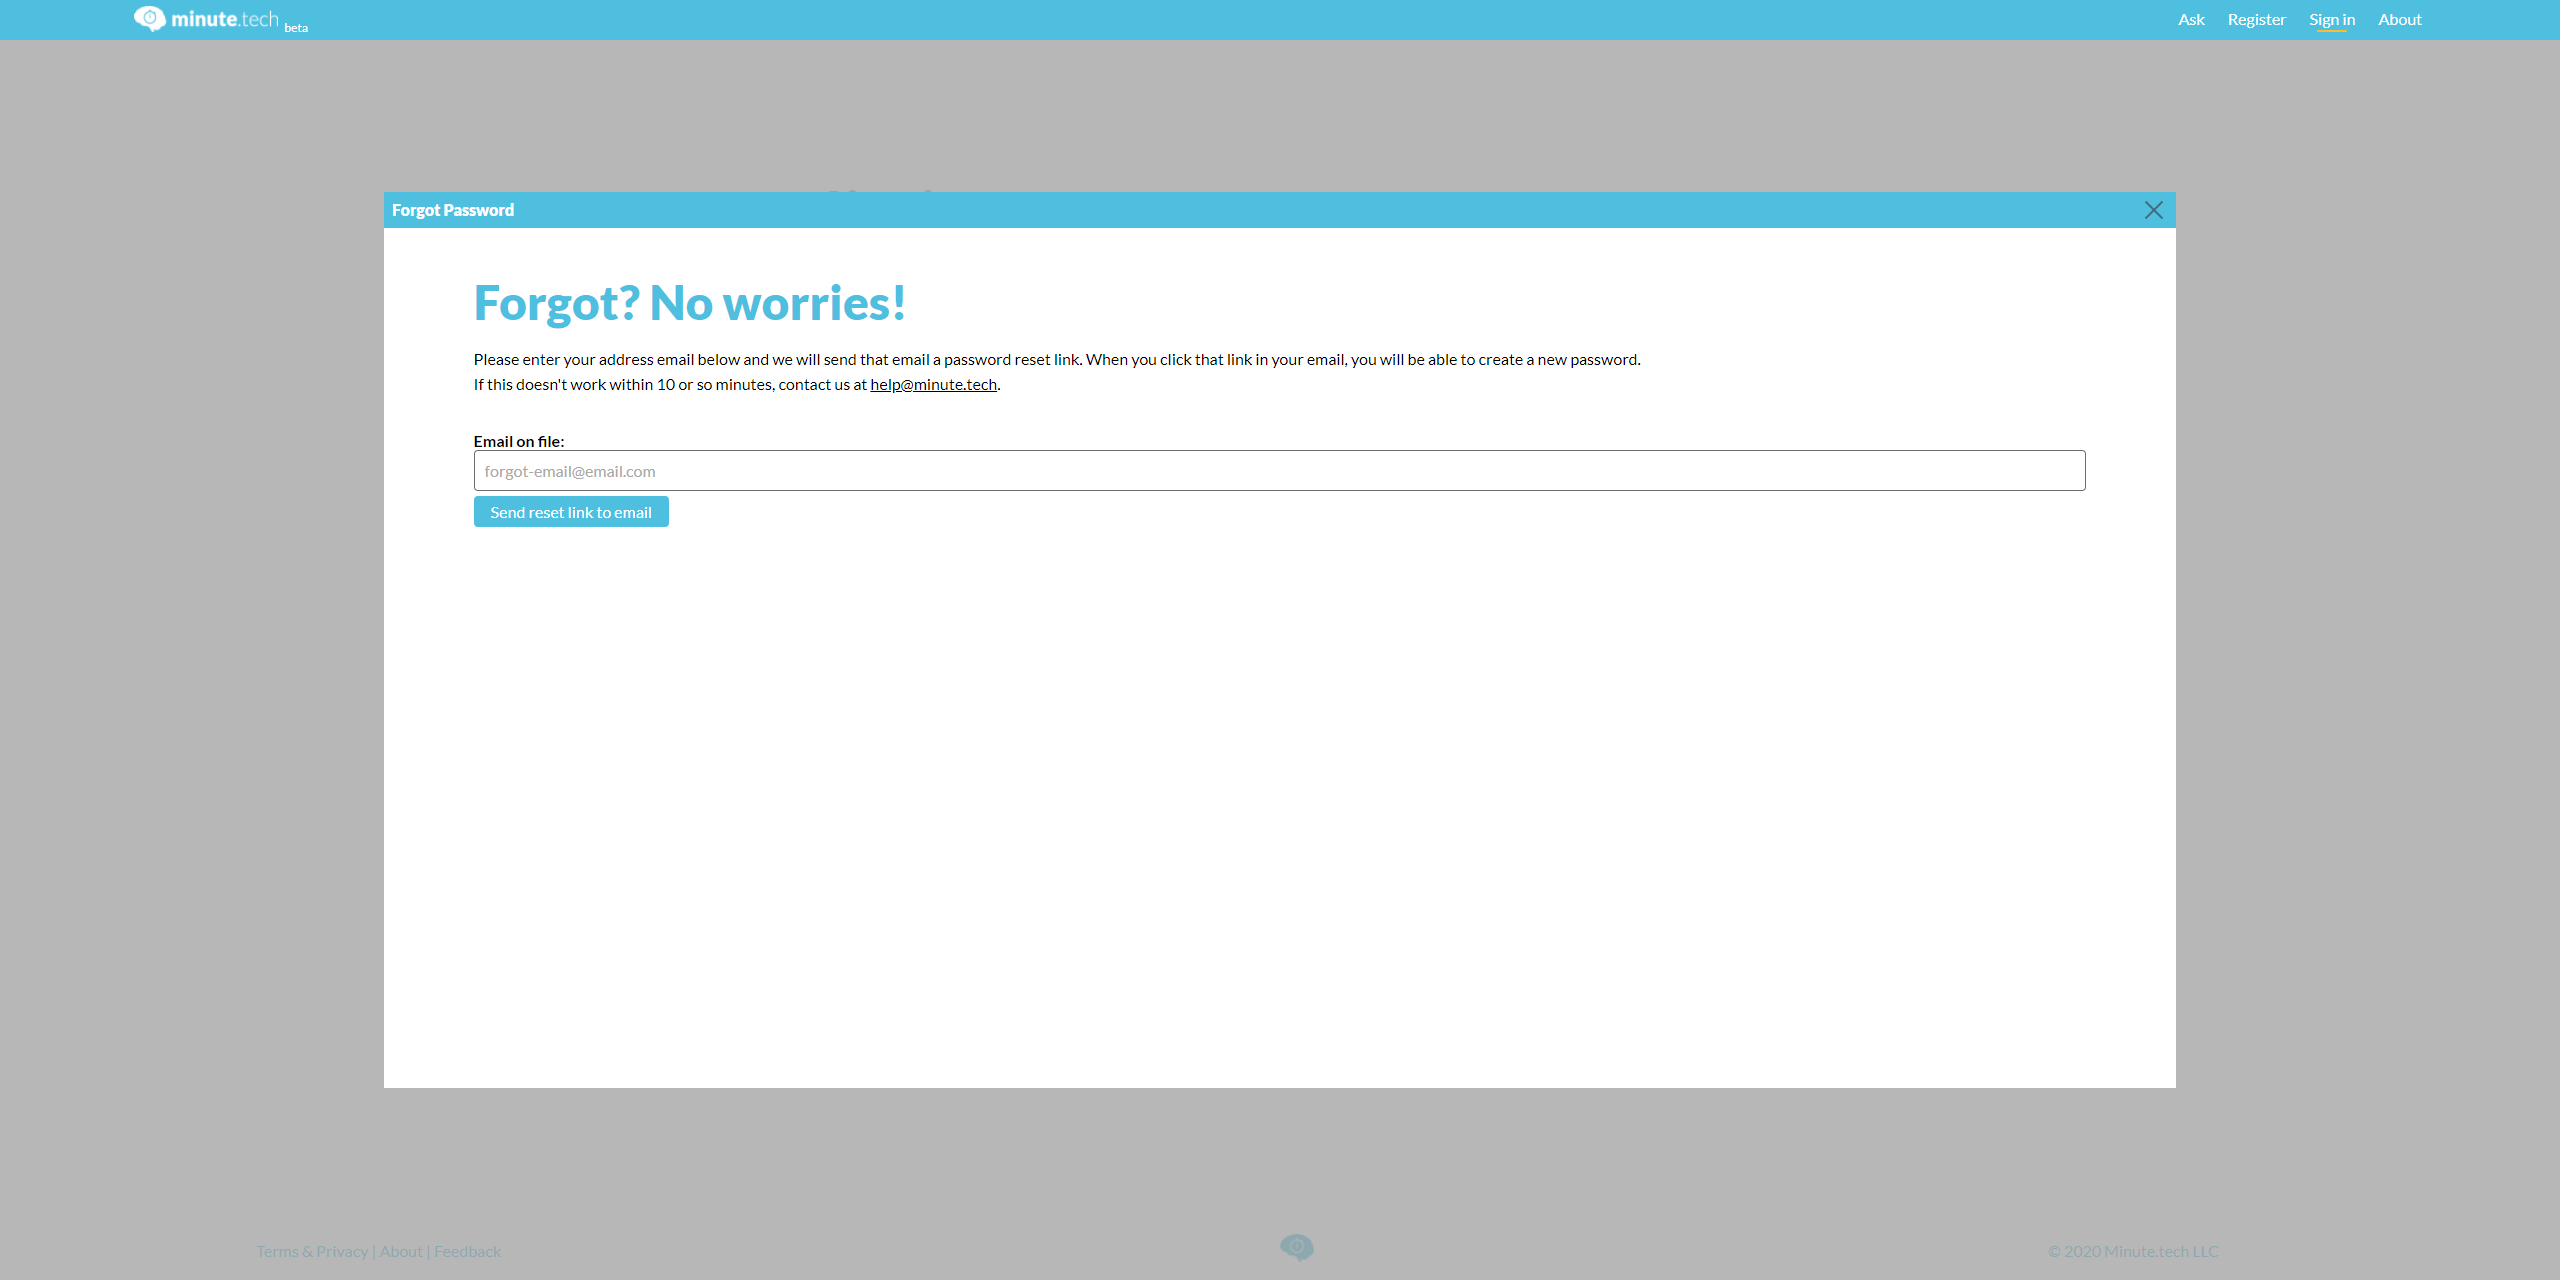 minute.tech beta
Ask Register Sign in About
Forgot Password
Forgot? No worries!
Please enter your address email below and we will send that email a password reset link. When you click that link in your email, you will be able to create a new password.
If this doesn't work within 10 or so minutes, contact us at help@minute.tech.
Email on file:
forgot-email@email.com
Send reset link to email
Terms & Privacy | About | Feedback
© 2020 Minute.tech LLC